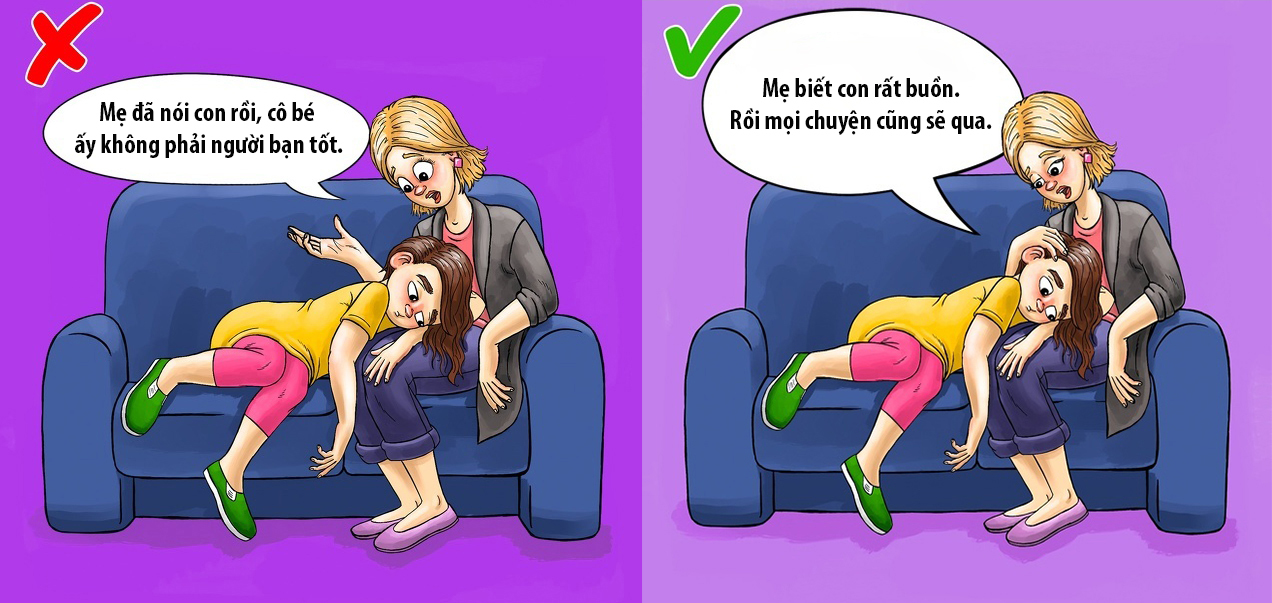 Mẹ đã nói con rồi, cô bé
ấy không phải người bạn tốt.
Mẹ biết con rất buồn.
Rồi mọi chuyện cũng sẽ qua.